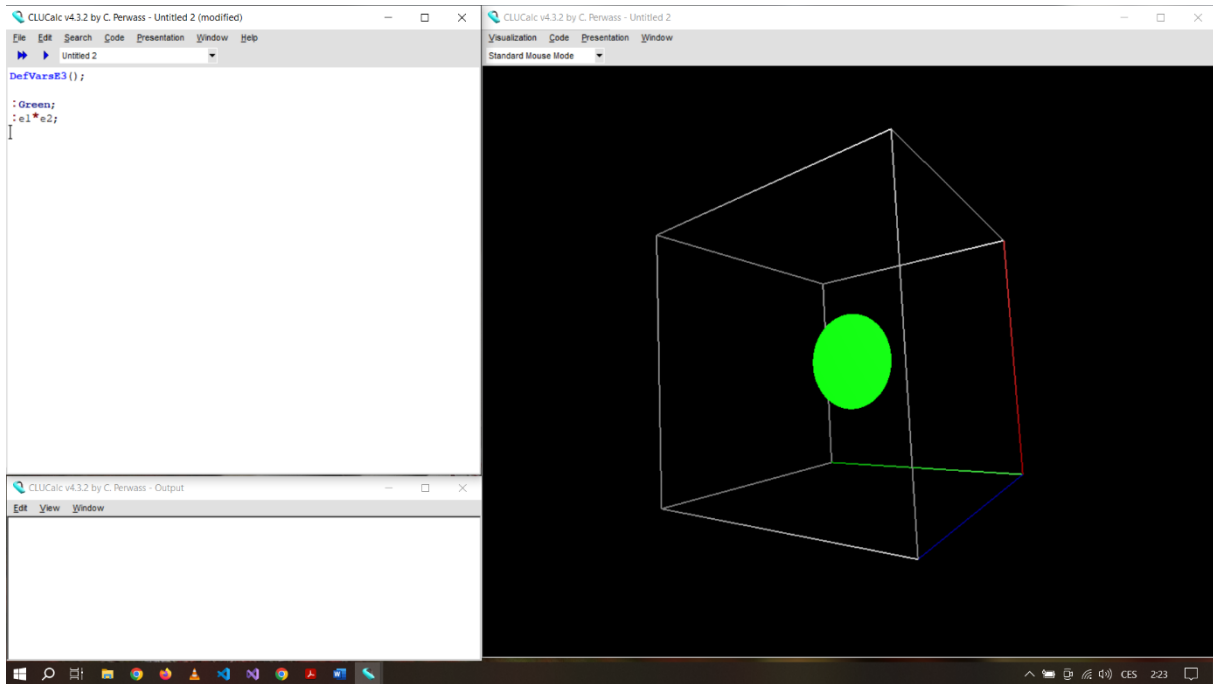 CLUCalc v4.3.2 by C. Perwass - Untitled 2 (modified)
File Edit Search Code Presentation Window Help
Untitled 2
DefVarsE3();
:Green;
:e1*e2;
CLUCalc v4.3.2 by C. Perwass - Output
Edit View Window
CLUCalc v4.3.2 by C. Perwass - Untitled 2
Visualization Code Presentation Window
Standard Mouse Mode
CES 2:23